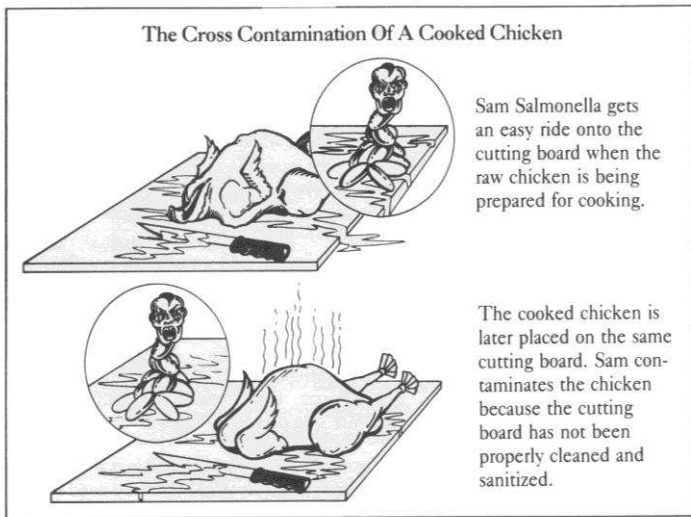 The Cross Contamination Of A Cooked Chicken
Sam Salmonella gets
an easy ride onto the
cutting board when the
raw chicken is being
prepared for cooking.
The cooked chicken is
later placed on the same
cutting board. Sam con-
taminates the chicken
because the cutting
board has not been
properly cleaned and
sanitized.